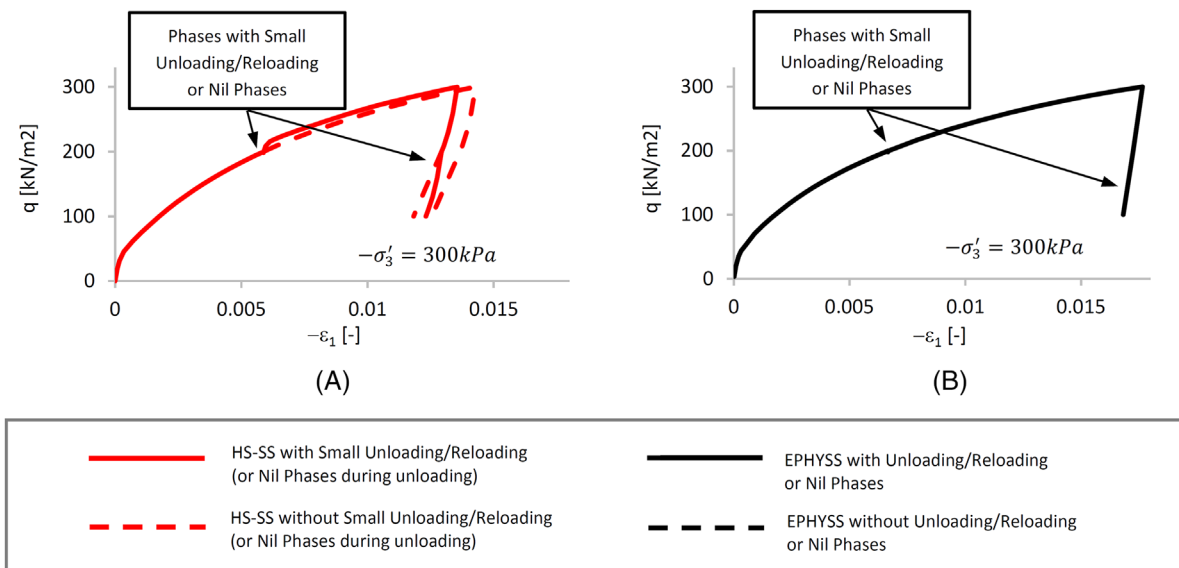 Phases with Small
Unloading/Reloading
or Nil Phases
300
200
100
0
q [kN/m2]
−σ′₃ = 300kPa
0
0.005
0.01
0.015
−ε₁ [-]
(A)
Phases with Small
Unloading/Reloading
or Nil Phases
300
200
100
0
q [kN/m2]
−σ′₃ = 300kPa
0
0.005
0.01
0.015
−ε₁ [-]
(B)
HS-SS with Small Unloading/Reloading
(or Nil Phases during unloading)
HS-SS without Small Unloading/Reloading
(or Nil Phases during unloading)
EPHYSS with Unloading/Reloading
or Nil Phases
EPHYSS without Unloading/Reloading
or Nil Phases